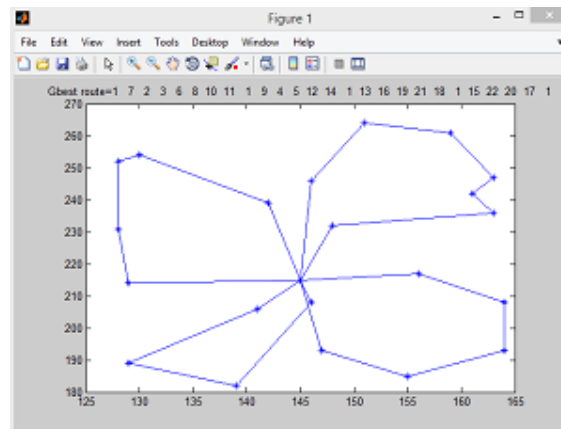 Figure 1
File Edit View Insert Tools Desktop Window Help
Gbest route=1 7 2 3 6 8 10 11 1 9 4 5 12 14 1 13 16 19 21 18 1 15 22 20 17 1
270
260
250
240
230
220
210
200
190
180
125 130 135 140 145 150 155 160 165